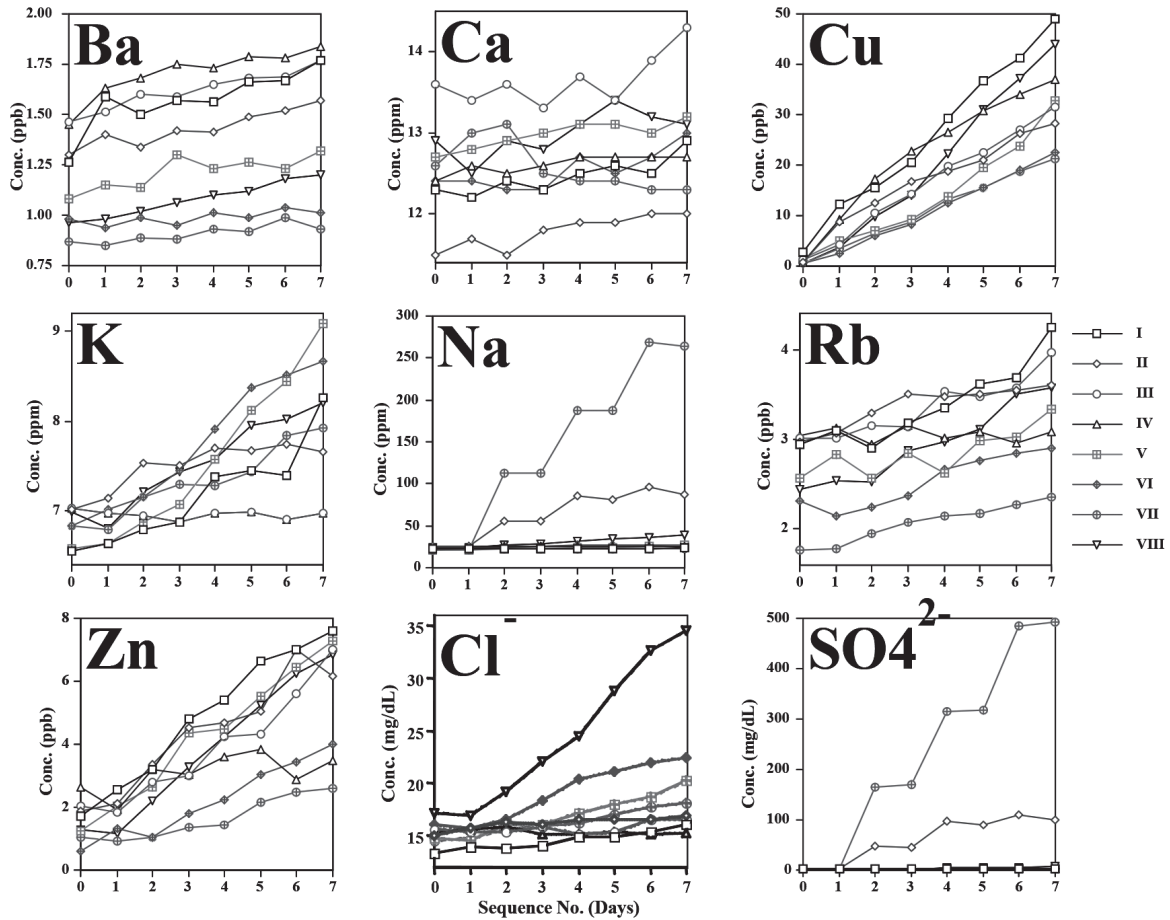 Ba
Conc. (ppb)
2.00
1.75
1.50
1.25
1.00
0.75
0 1 2 3 4 5 6 7
Ca
Conc. (ppm)
14
13
12
0 1 2 3 4 5 6 7
Cu
Conc. (ppb)
50
40
30
20
10
0
0 1 2 3 4 5 6 7
K
Conc. (ppm)
9
8
7
0 1 2 3 4 5 6 7
Na
Conc. (ppm)
300
250
200
150
100
50
0
0 1 2 3 4 5 6 7
Rb
Conc. (ppb)
4
3
2
0 1 2 3 4 5 6 7
I
II
III
IV
V
VI
VII
VIII
Zn
Conc. (ppb)
8
6
4
2
0
0 1 2 3 4 5 6 7
Cl-
Conc. (mg/dL)
35
30
25
20
15
0 1 2 3 4 5 6 7
Sequence No. (Days)
SO4 2-
Conc. (mg/dL)
500
400
300
200
100
0
0 1 2 3 4 5 6 7